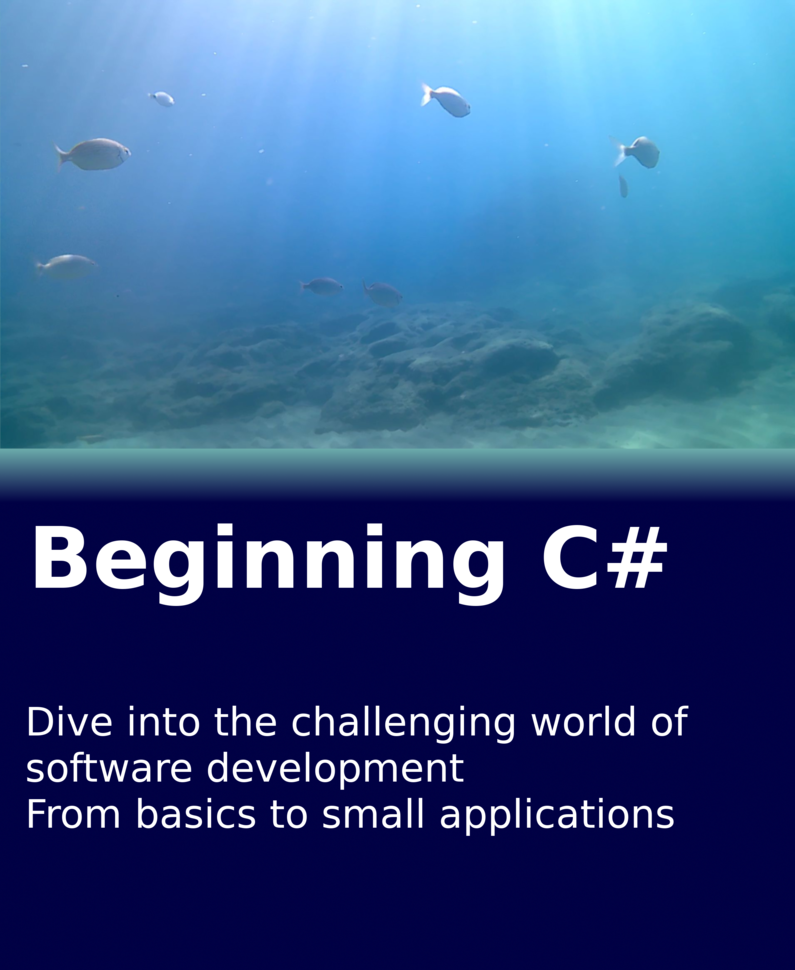 Beginning C#
Dive into the challenging world of
software development
From basics to small applications